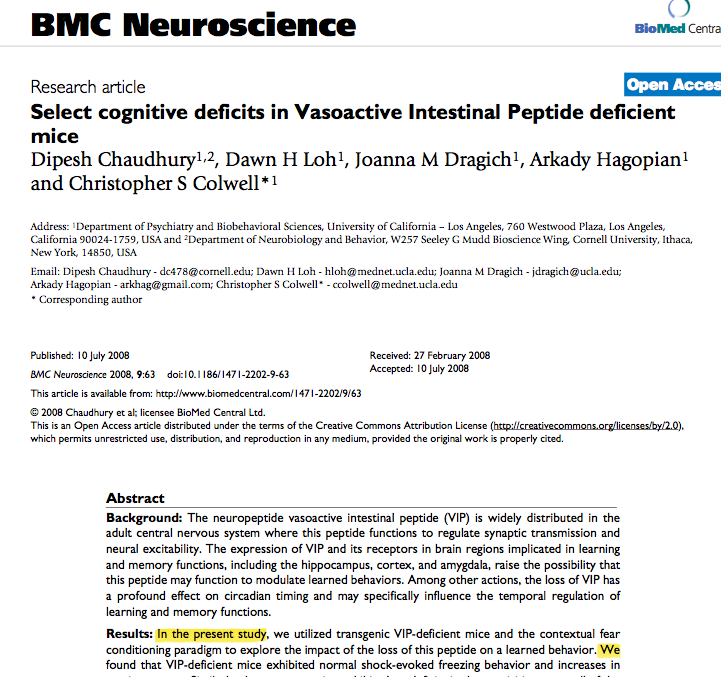 BMC Neuroscience
BioMed Centra
Research article
Open Acces
Select cognitive deficits in Vasoactive Intestinal Peptide deficient
mice
Dipesh Chaudhury1,2, Dawn H Loh1, Joanna M Dragich1, Arkady Hagopian1
and Christopher S Colwell*1
Address: 1Department of Psychiatry and Biobehavioral Sciences, University of California – Los Angeles, 760 Westwood Plaza, Los Angeles,
California 90024-1759, USA and 2Department of Neurobiology and Behavior, W257 Seeley G Mudd Bioscience Wing, Cornell University, Ithaca,
New York, 14850, USA
Email: Dipesh Chaudhury - dc478@cornell.edu; Dawn H Loh - hloh@mednet.ucla.edu; Joanna M Dragich - jdragich@ucla.edu;
Arkady Hagopian - arkhag@gmail.com; Christopher S Colwell* - ccolwell@mednet.ucla.edu
* Corresponding author
Published: 10 July 2008
Received: 27 February 2008
Accepted: 10 July 2008
BMC Neuroscience 2008, 9:63 doi:10.1186/1471-2202-9-63
This article is available from: http://www.biomedcentral.com/1471-2202/9/63
© 2008 Chaudhury et al; licensee BioMed Central Ltd.
This is an Open Access article distributed under the terms of the Creative Commons Attribution License (http://creativecommons.org/licenses/by/2.0),
which permits unrestricted use, distribution, and reproduction in any medium, provided the original work is properly cited.
Abstract
Background: The neuropeptide vasoactive intestinal peptide (VIP) is widely distributed in the
adult central nervous system where this peptide functions to regulate synaptic transmission and
neural excitability. The expression of VIP and its receptors in brain regions implicated in learning
and memory functions, including the hippocampus, cortex, and amygdala, raise the possibility that
this peptide may function to modulate learned behaviors. Among other actions, the loss of VIP has
a profound effect on circadian timing and may specifically influence the temporal regulation of
learning and memory functions.
Results: In the present study, we utilized transgenic VIP-deficient mice and the contextual fear
conditioning paradigm to explore the impact of the loss of this peptide on a learned behavior. We
found that VIP-deficient mice exhibited normal shock-evoked freezing behavior and increases in